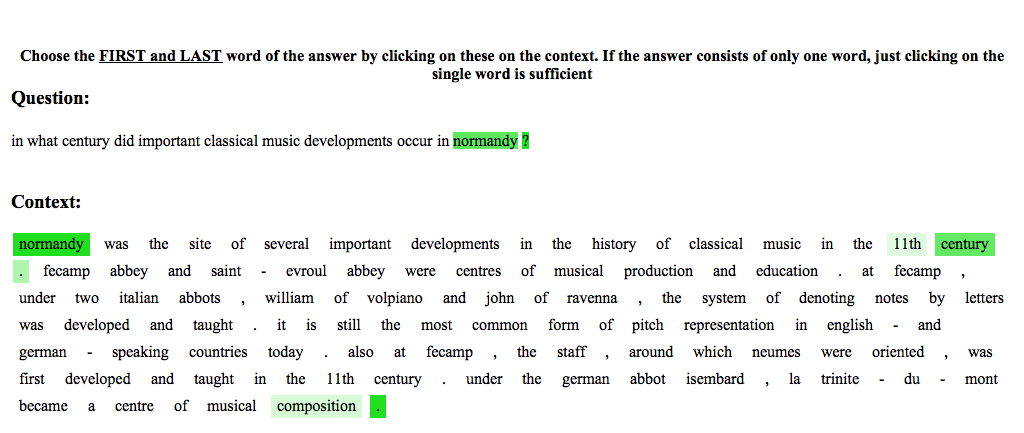 Choose the FIRST and LAST word of the answer by clicking on these on the context. If the answer consists of only one word, just clicking on the
single word is sufficient
Question:
in what century did important classical music developments occur in normandy ?
Context:
normandy was the site of several important developments in the history of classical music in the 11th century
. fecamp abbey and saint - evroul abbey were centres of musical production and education . at fecamp ,
under two italian abbots , william of volpiano and john of ravenna , the system of denoting notes by letters
was developed and taught . it is still the most common form of pitch representation in english - and
german - speaking countries today . also at fecamp , the staff , around which neumes were oriented , was
first developed and taught in the 11th century . under the german abbot isembard , la trinite - du - mont
became a centre of musical composition .